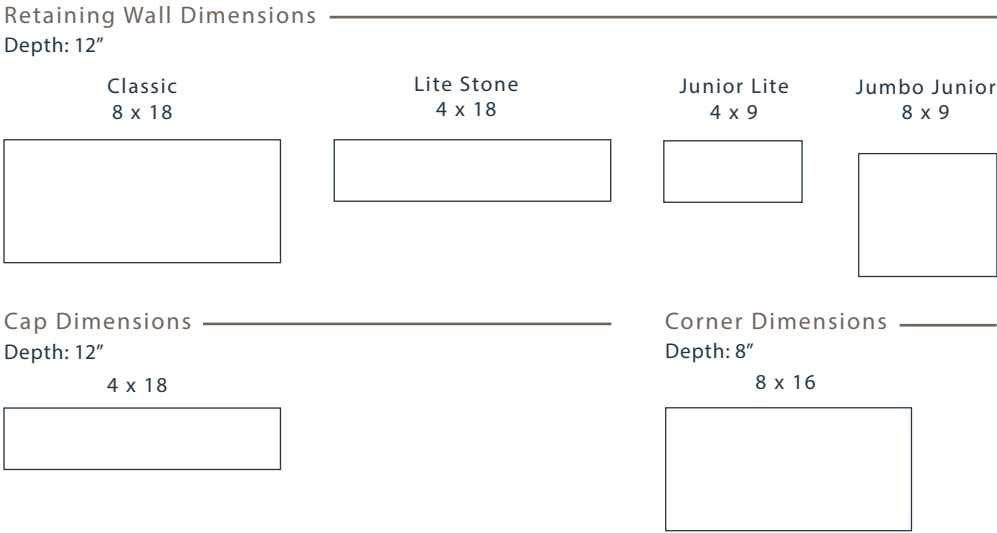 Retaining Wall Dimensions
Depth: 12”
Classic
8 x 18
Lite Stone
4 x 18
Junior Lite
4 x 9
Jumbo Junior
8 x 9
Cap Dimensions
Depth: 12”
4 x 18
Corner Dimensions
Depth: 8”
8 x 16